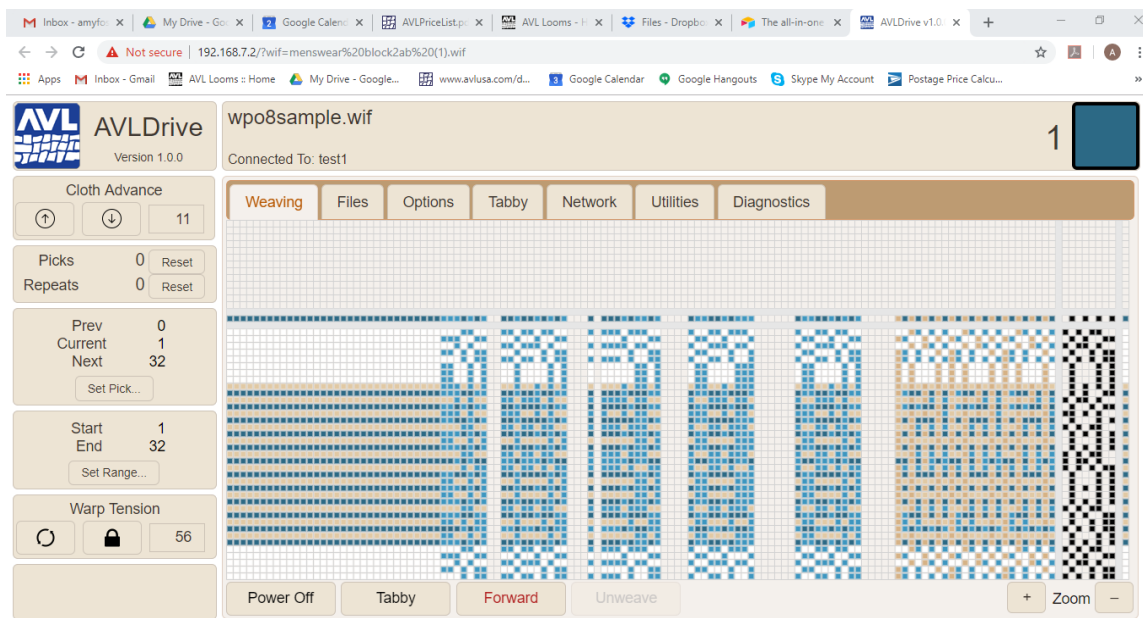 Inbox - amyfo
My Drive - Goo
2 Google Calend
AVLPriceList.pc
AVL Looms - H
Files - Dropbo
The all-in-one
AVLDrive v1.0.
Not secure | 192.168.7.2/?wif=menswear%20block2ab%20(1).wif
A
Apps
Inbox - Gmail
AVL Looms :: Home
My Drive - Google...
www.avlusa.com/d...
3 Google Calendar
Google Hangouts
Skype My Account
Postage Price Calcu...
»
AVL
AVLDrive
Version 1.0.0
wpo8sample.wif
Connected To: test1
1
Cloth Advance
11
Picks 0 Reset
Repeats 0 Reset
Prev 0
Current 1
Next 32
Set Pick...
Start 1
End 32
Set Range...
Warp Tension
56
Weaving Files Options Tabby Network Utilities Diagnostics
Power Off Tabby Forward Unweave + Zoom –